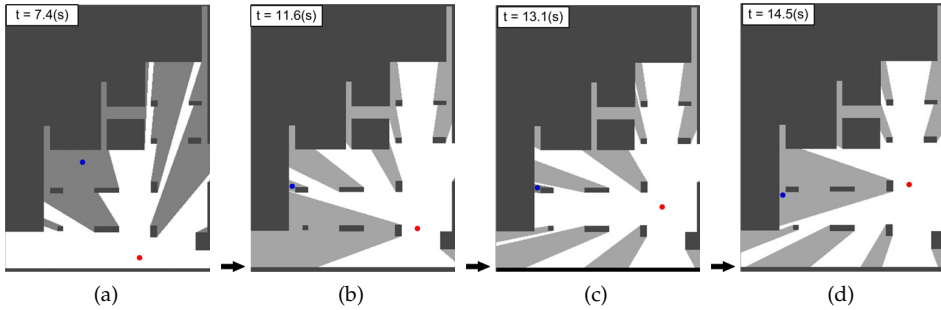 t = 7.4(s)
t = 11.6(s)
t = 13.1(s)
t = 14.5(s)
(a)
(b)
(c)
(d)